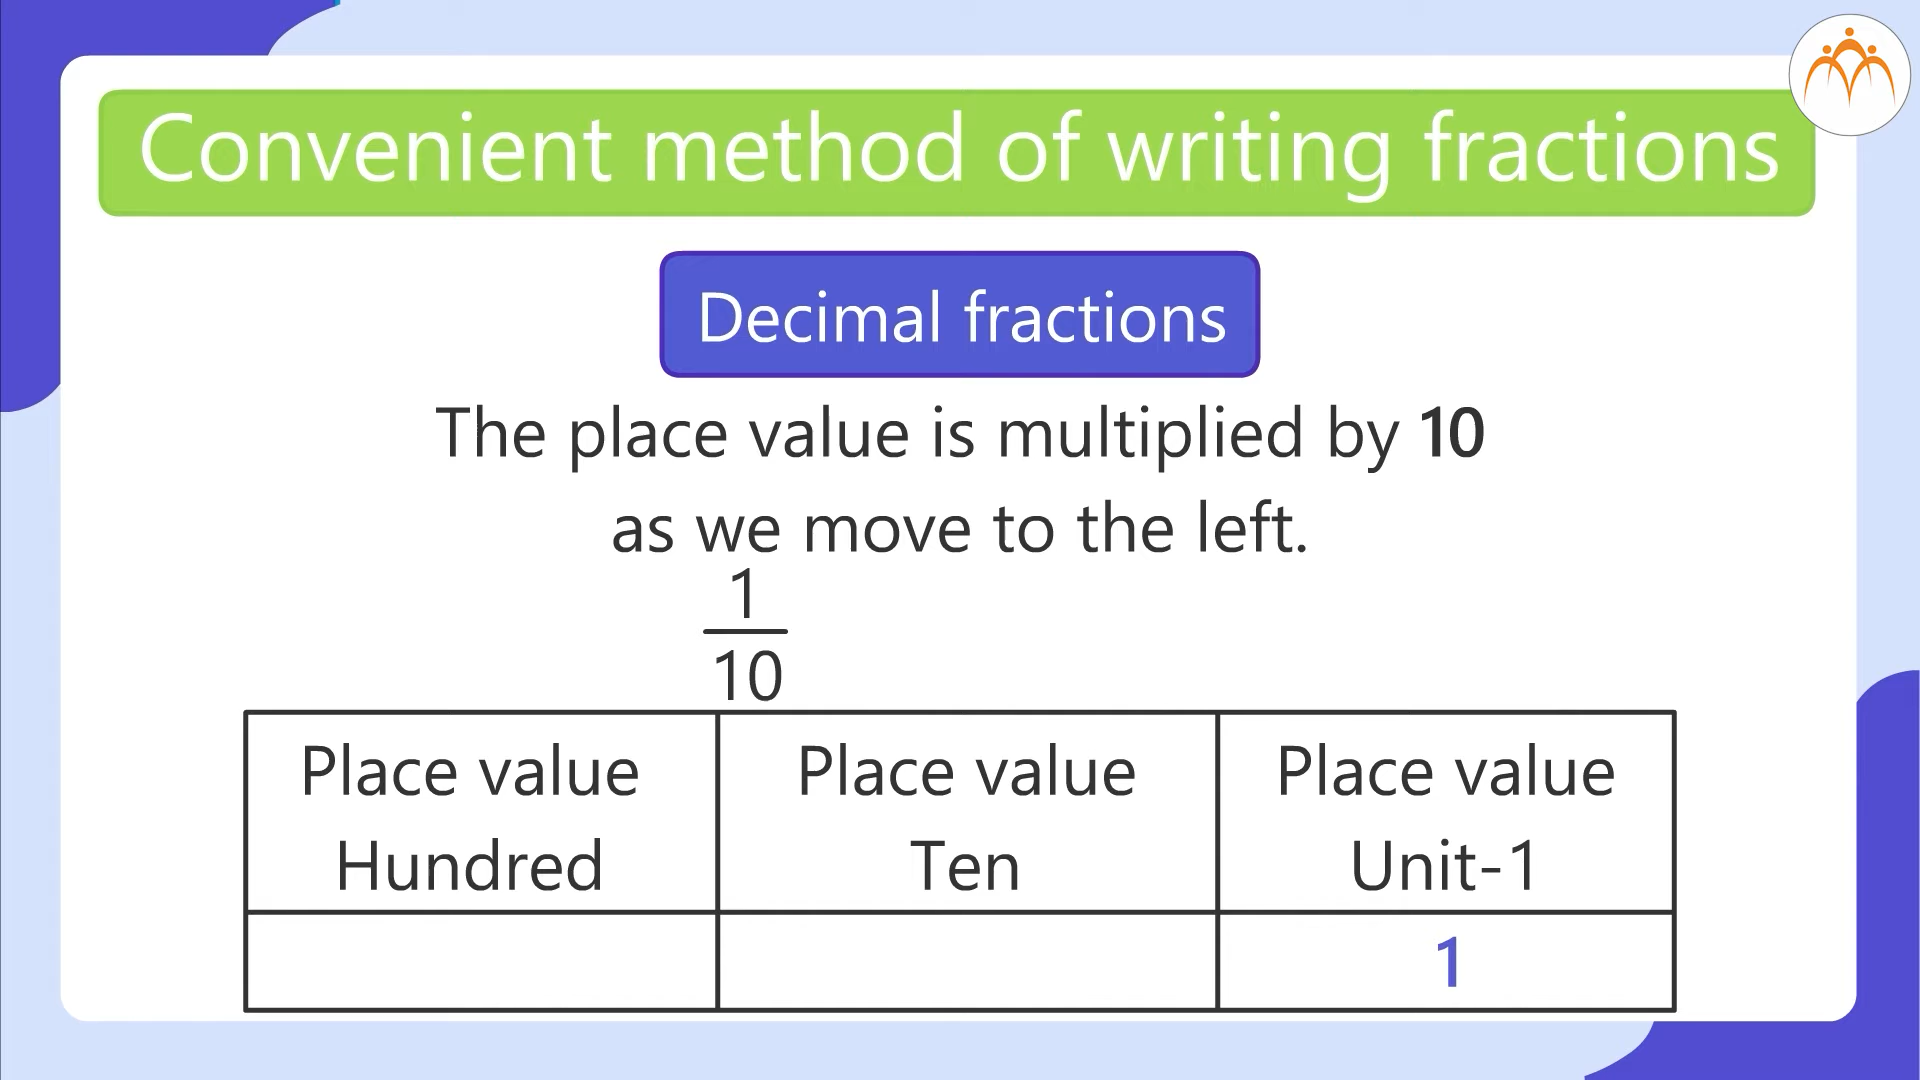 Convenient method of writing fractions
Decimal fractions
The place value is multiplied by 10
as we move to the left.
1
10
Place value Place value Place value
Hundred Ten Unit-1
1